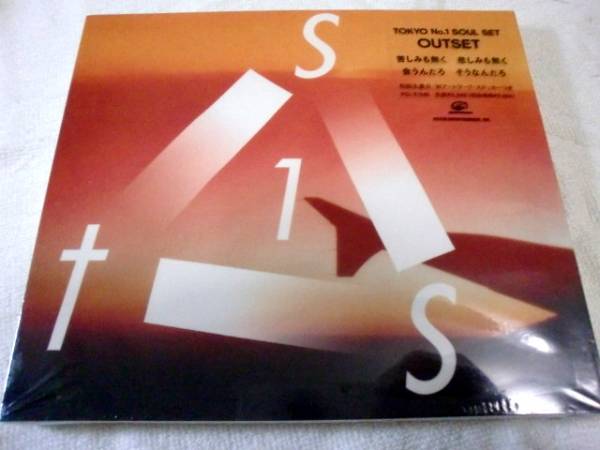 TOKYO No.1 SOUL SET
OUTSET
苦しみも無く 悲しみも無く
会うんだろ そうなんだろ
S
1
t
S